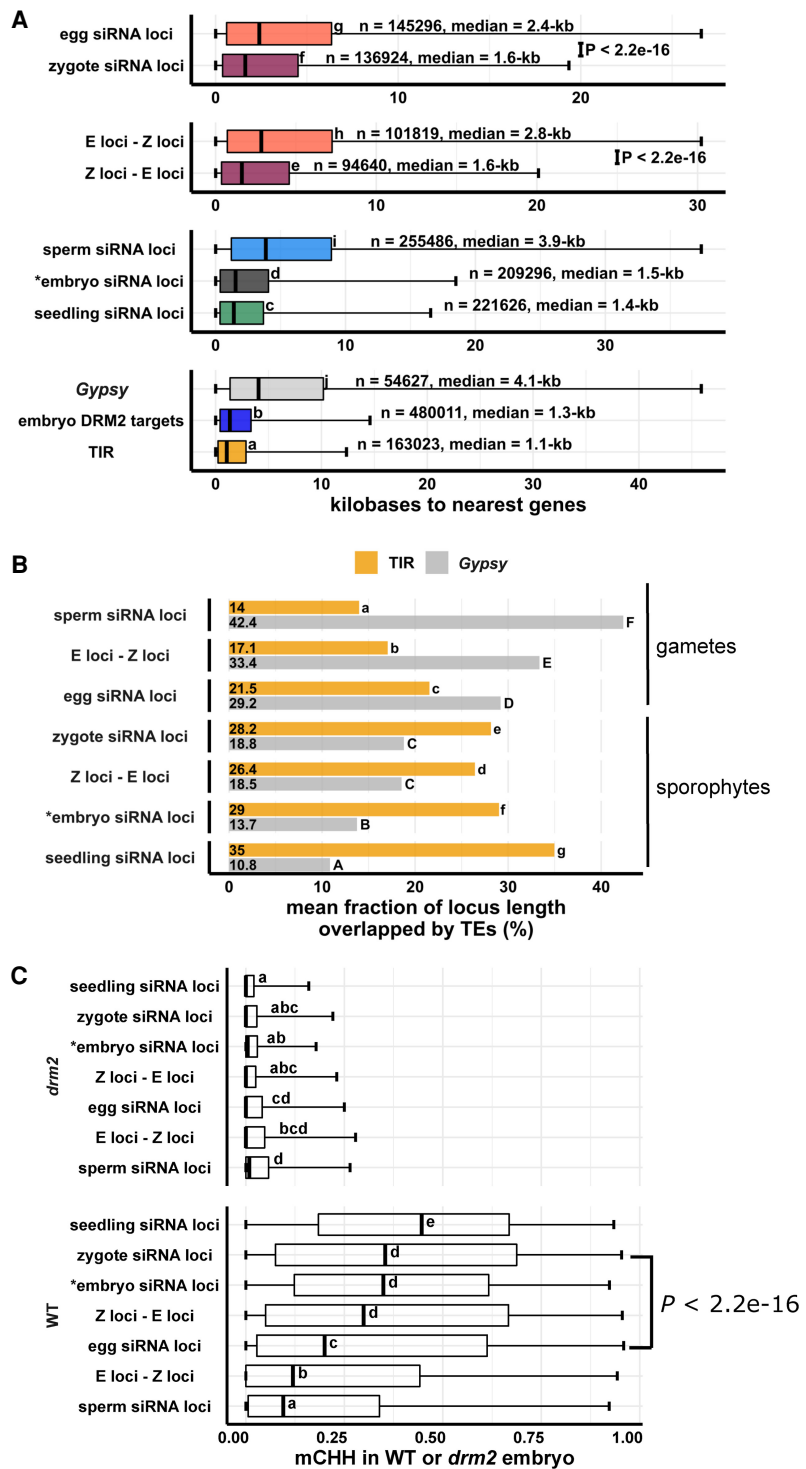 A
egg siRNA loci
g n = 145296, median = 2.4-kb
P < 2.2e-16
zygote siRNA loci
f n = 136924, median = 1.6-kb
0 10 20
E loci - Z loci
h n = 101819, median = 2.8-kb
P < 2.2e-16
Z loci - E loci
e n = 94640, median = 1.6-kb
0 10 20 30
sperm siRNA loci
i n = 255486, median = 3.9-kb
*embryo siRNA loci
d n = 209296, median = 1.5-kb
seedling siRNA loci
c n = 221626, median = 1.4-kb
0 10 20 30
Gypsy
j n = 54627, median = 4.1-kb
embryo DRM2 targets
b n = 480011, median = 1.3-kb
TIR
a n = 163023, median = 1.1-kb
0 10 20 30 40
kilobases to nearest genes
B
TIR Gypsy
sperm siRNA loci
14 a
42.4 F
E loci - Z loci
17.1 b
33.4 E
egg siRNA loci
21.5 c
29.2 D
gametes
zygote siRNA loci
28.2 e
18.8 C
Z loci - E loci
26.4 d
18.5 C
*embryo siRNA loci
29 f
13.7 B
seedling siRNA loci
35 g
10.8 A
sporophytes
0 10 20 30 40
mean fraction of locus length
overlapped by TEs (%)
C
drm2
seedling siRNA loci a
zygote siRNA loci abc
*embryo siRNA loci ab
Z loci - E loci abc
egg siRNA loci cd
E loci - Z loci bcd
sperm siRNA loci d
WT
seedling siRNA loci e
zygote siRNA loci d
*embryo siRNA loci d
Z loci - E loci d
egg siRNA loci c
E loci - Z loci b
sperm siRNA loci a
P < 2.2e-16
0.00 0.25 0.50 0.75 1.00
mCHH in WT or drm2 embryo